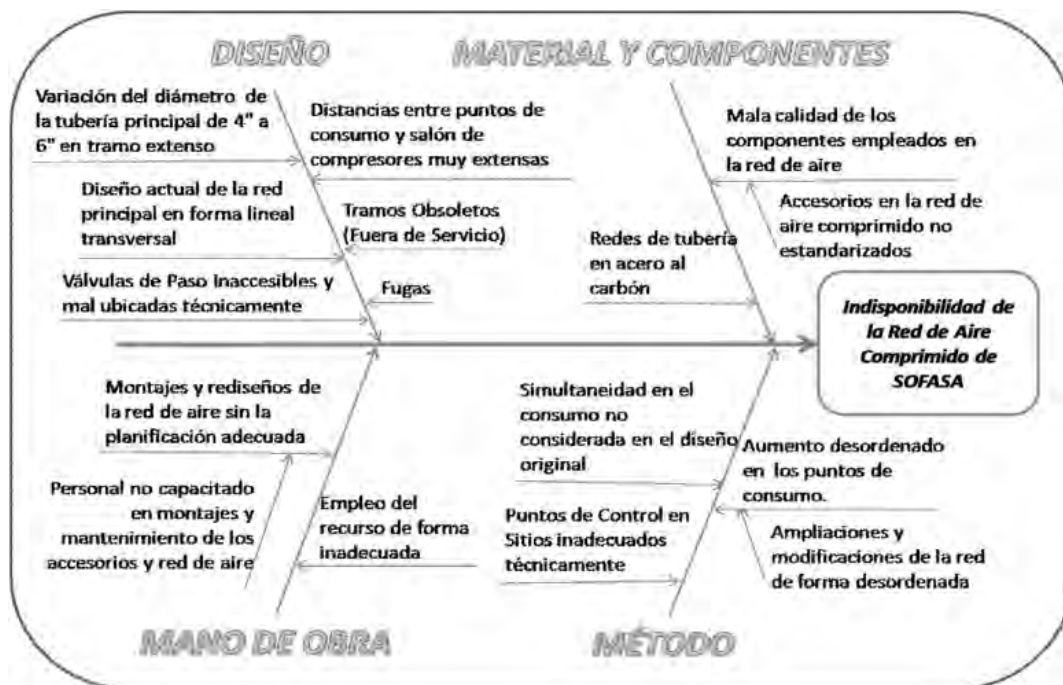 DISEÑO
MATERIAL Y COMPONENTES
Variación del diámetro de
la tubería principal de 4" a
6" en tramo extenso
Distancias entre puntos de
consumo y salón de
compresores muy extensas
Diseño actual de la red
principal en forma lineal
transversal
Tramos Obsoletos
(Fuera de Servicio)
Válvulas de Paso Inaccesibles y
mal ubicadas técnicamente
Fugas
Mala calidad de los
componentes empleados en
la red de aire
Accesorios en la red de
aire comprimido no
estandarizados
Redes de tubería
en acero al
carbón
Indisponibilidad de
la Red de Aire
Comprimido de
SOFASA
Montajes y rediseños de
la red de aire sin la
planificación adecuada
Personal no capacitado
en montajes y
mantenimiento de los
accesorios y red de aire
Empleo del
recurso de forma
inadecuada
Simultaneidad en el
consumo no
considerada en el diseño
original
Puntos de Control en
Sitios inadecuados
técnicamente
Aumento desordenado
en los puntos de
consumo.
Ampliaciones y
modificaciones de la red
de forma desordenada
MANO DE OBRA
MÉTODO